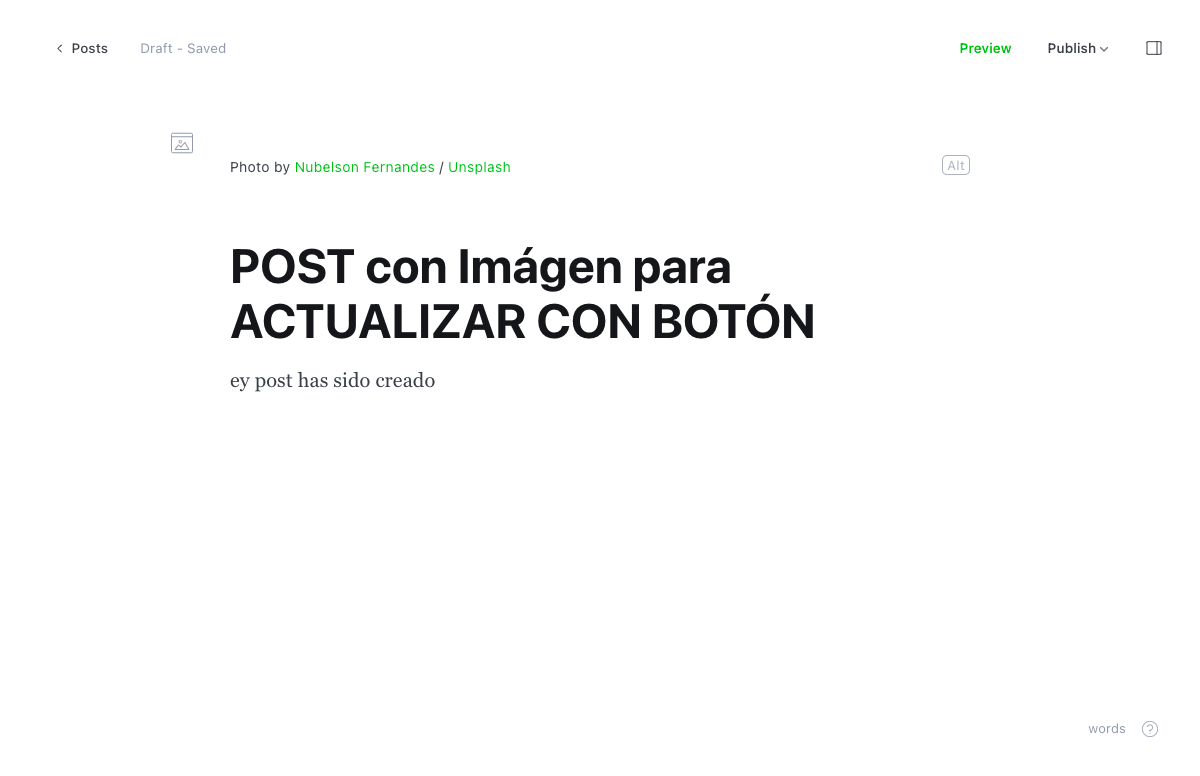 Posts
Draft - Saved
Preview
Publish
Photo by Nubelson Fernandes / Unsplash
Alt
POST con Imágen para
ACTUALIZAR CON BOTÓN
ey post has sido creado
words
?